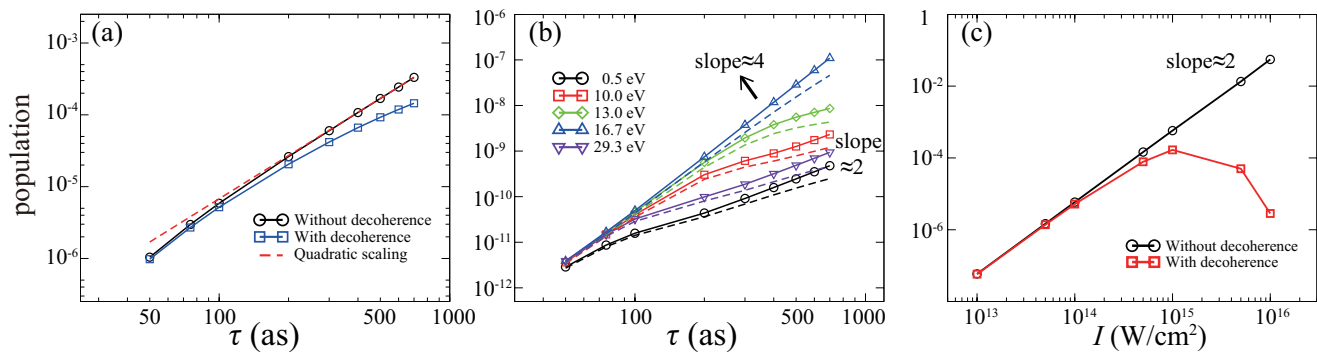 population
(a)
10^-3
10^-4
10^-5
10^-6
Without decoherence
With decoherence
Quadratic scaling
50
100
500
1000
τ (as)
(b)
10^-6
10^-7
10^-8
10^-9
10^-10
10^-11
10^-12
0.5 eV
10.0 eV
13.0 eV
16.7 eV
29.3 eV
slope≈4
slope
≈2
100
500
1000
τ (as)
(c)
1
10^-2
10^-4
10^-6
slope≈2
Without decoherence
With decoherence
10^13
10^14
10^15
10^16
I (W/cm²)